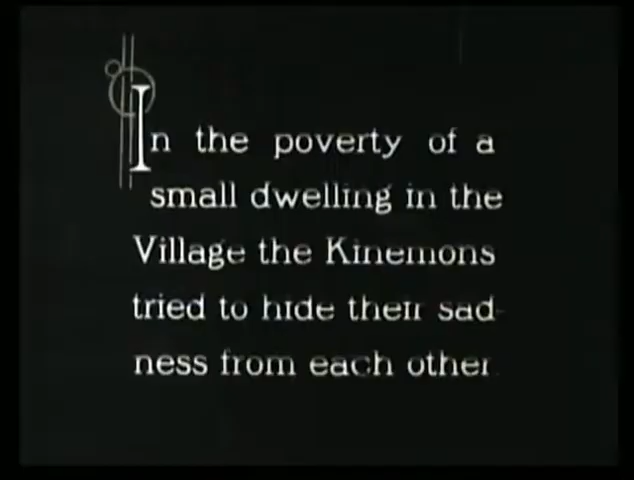 In the poverty of a
small dwelling in the
Village the Kinemons
tried to hide their sad-
ness from each other.